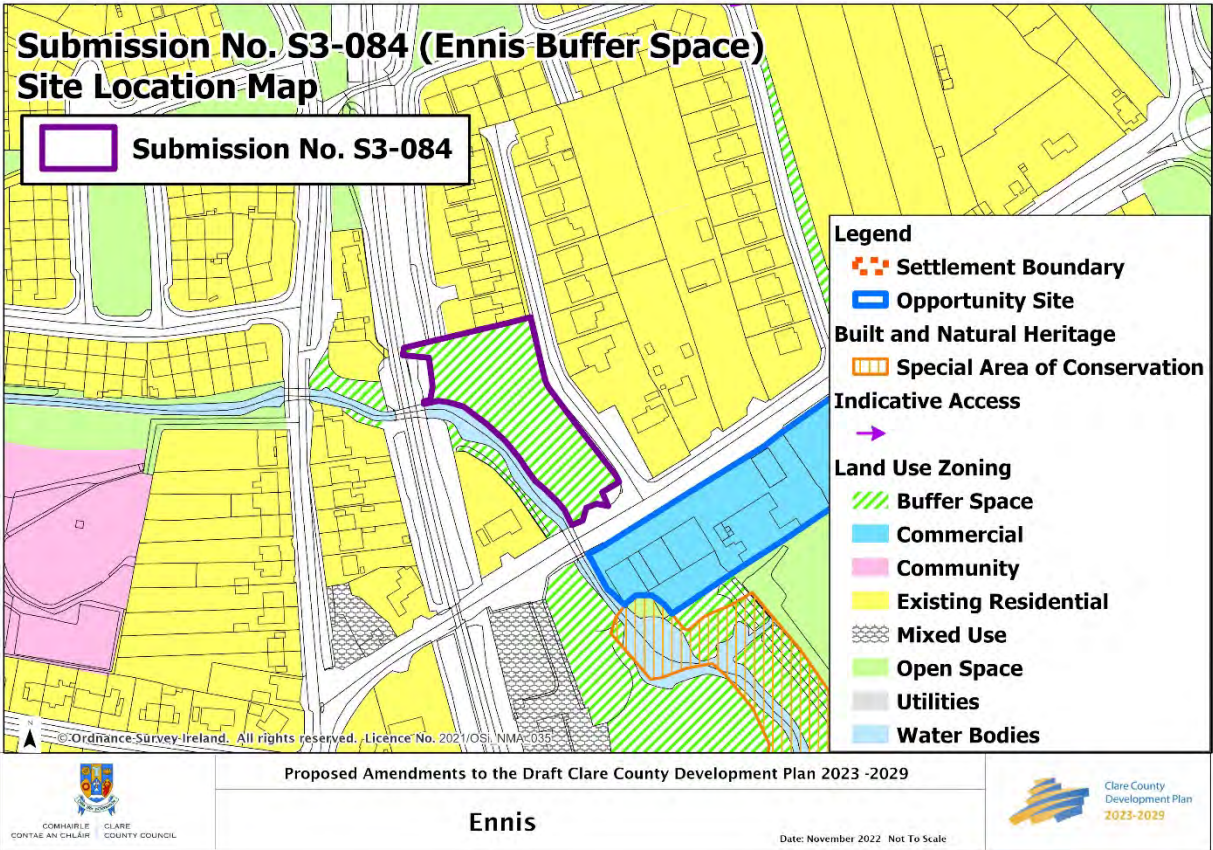 Submission No. S3-084 (Ennis Buffer Space)
Site Location Map
Submission No. S3-084
Legend
Settlement Boundary
Opportunity Site
Built and Natural Heritage
Special Area of Conservation
Indicative Access
Land Use Zoning
Buffer Space
Commercial
Community
Existing Residential
Mixed Use
Open Space
Utilities
Water Bodies
N
© Ordnance Survey Ireland. All rights reserved. Licence No. 2021/OSi_NMA_035
Proposed Amendments to the Draft Clare County Development Plan 2023 -2029
Ennis
Date: November 2022 Not To Scale
COMHAIRLE CLARE
CONTAE AN CHLÁIR COUNTY COUNCIL
Clare County
Development Plan
2023-2029